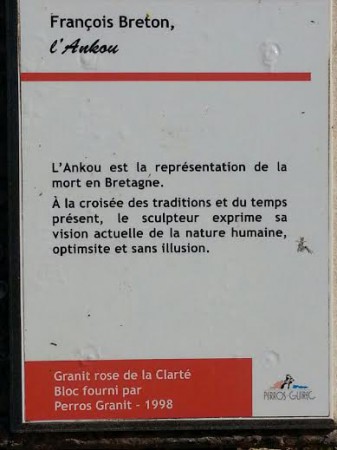 François Breton,
l'Ankou
L'Ankou est la représentation de la
mort en Bretagne.
À la croisée des traditions et du temps
présent, le sculpteur exprime sa
vision actuelle de la nature humaine,
optimsite et sans illusion.
Granit rose de la Clarté
Bloc fourni par
Perros Granit - 1998
PERROS-GUIREC